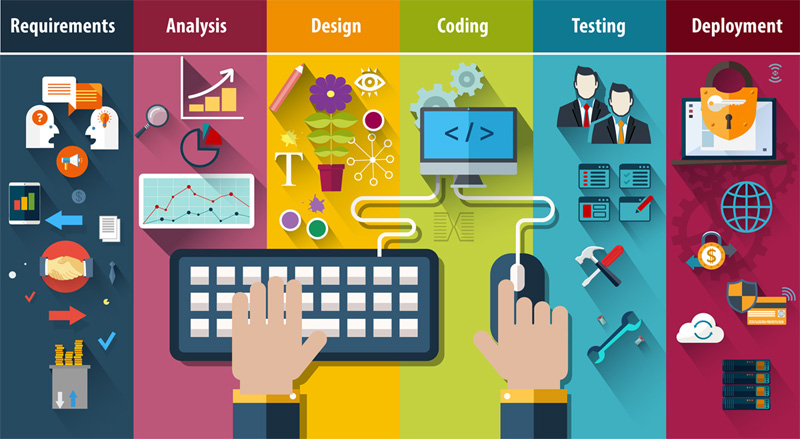 Requirements
Analysis
Design
Coding
Testing
Deployment
?
</>
T
$
$